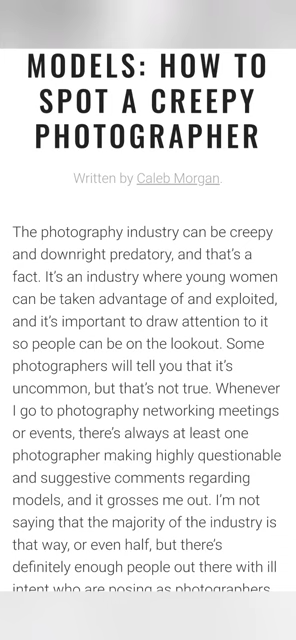 MODELS: HOW TO
SPOT A CREEPY
PHOTOGRAPHER
Written by Caleb Morgan.
The photography industry can be creepy
and downright predatory, and that's a
fact. It's an industry where young women
can be taken advantage of and exploited,
and it's important to draw attention to it
so people can be on the lookout. Some
photographers will tell you that it's
uncommon, but that's not true. Whenever
I go to photography networking meetings
or events, there's always at least one
photographer making highly questionable
and suggestive comments regarding
models, and it grosses me out. I'm not
saying that the majority of the industry is
that way, or even half, but there's
definitely enough people out there with ill
intent who are posing as photographers